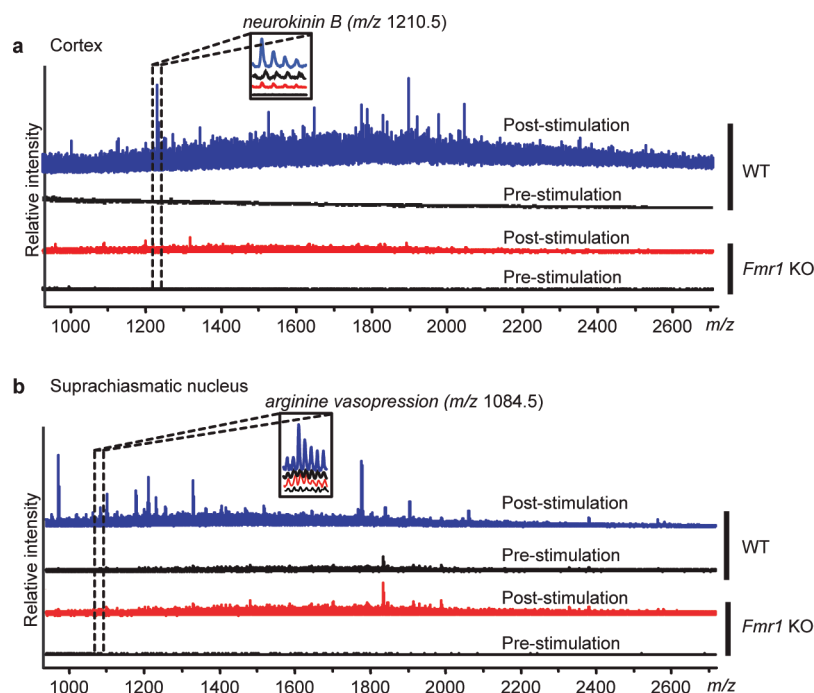 neurokinin B (m/z 1210.5)
a Cortex
Relative intensity
Post-stimulation
WT
Pre-stimulation
Post-stimulation
Fmr1 KO
Pre-stimulation
1000 1200 1400 1600 1800 2000 2200 2400 2600 m/z
b Suprachiasmatic nucleus
arginine vasopression (m/z 1084.5)
Relative intensity
Post-stimulation
WT
Pre-stimulation
Post-stimulation
Fmr1 KO
Pre-stimulation
1000 1200 1400 1600 1800 2000 2200 2400 2600 m/z